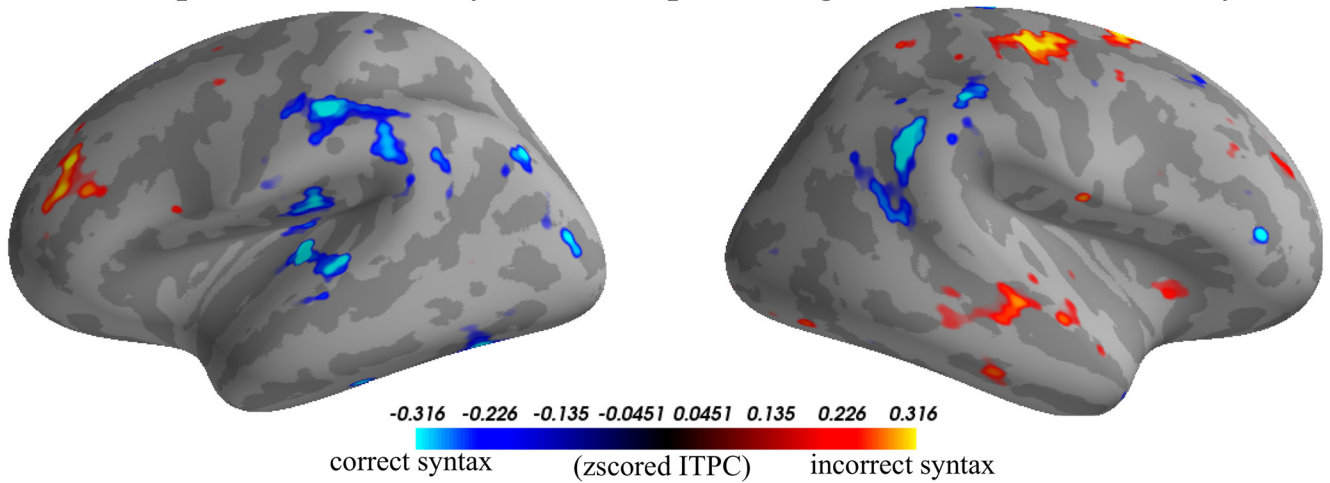 -0.316 -0.226 -0.135 -0.0451 0.0451 0.135 0.226 0.316
correct syntax (zscored ITPC) incorrect syntax